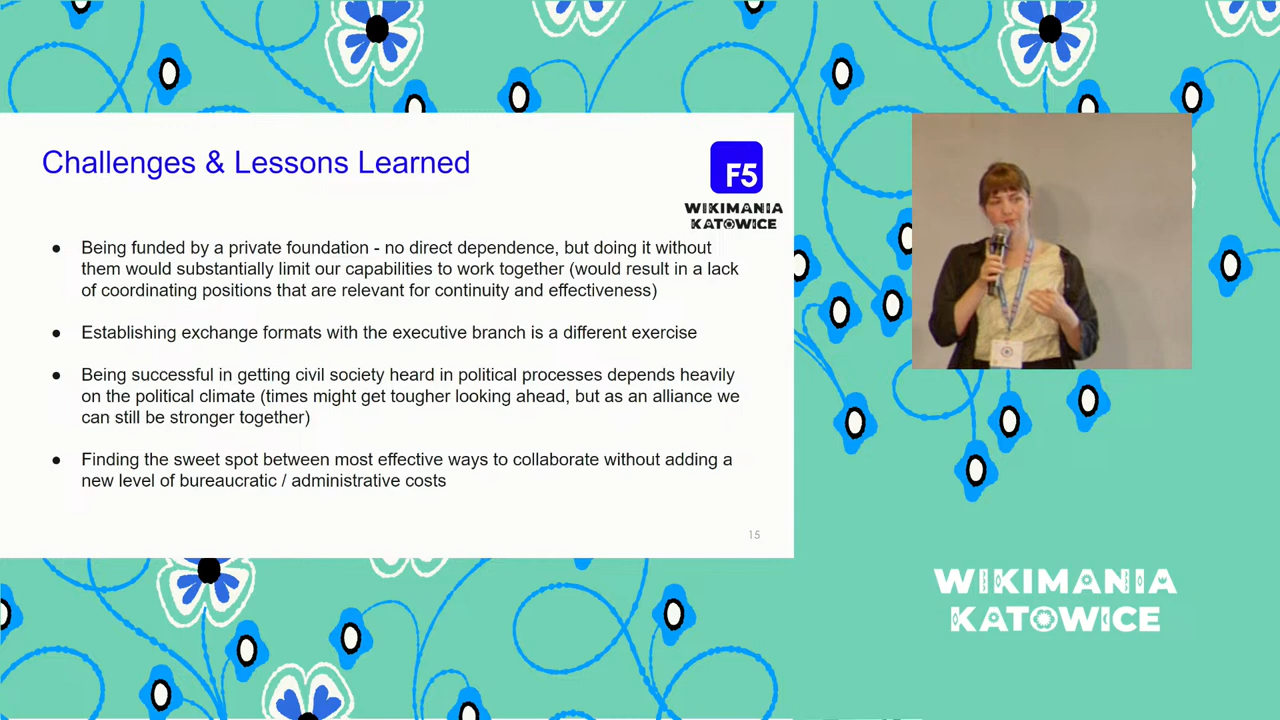 Challenges & Lessons Learned
F5
WIKIMANIA
KATOWICE
● Being funded by a private foundation - no direct dependence, but doing it without
them would substantially limit our capabilities to work together (would result in a lack
of coordinating positions that are relevant for continuity and effectiveness)
● Establishing exchange formats with the executive branch is a different exercise
● Being successful in getting civil society heard in political processes depends heavily
on the political climate (times might get tougher looking ahead, but as an alliance we
can still be stronger together)
● Finding the sweet spot between most effective ways to collaborate without adding a
new level of bureaucratic / administrative costs
15
WIKIMANIA
KATOWICE